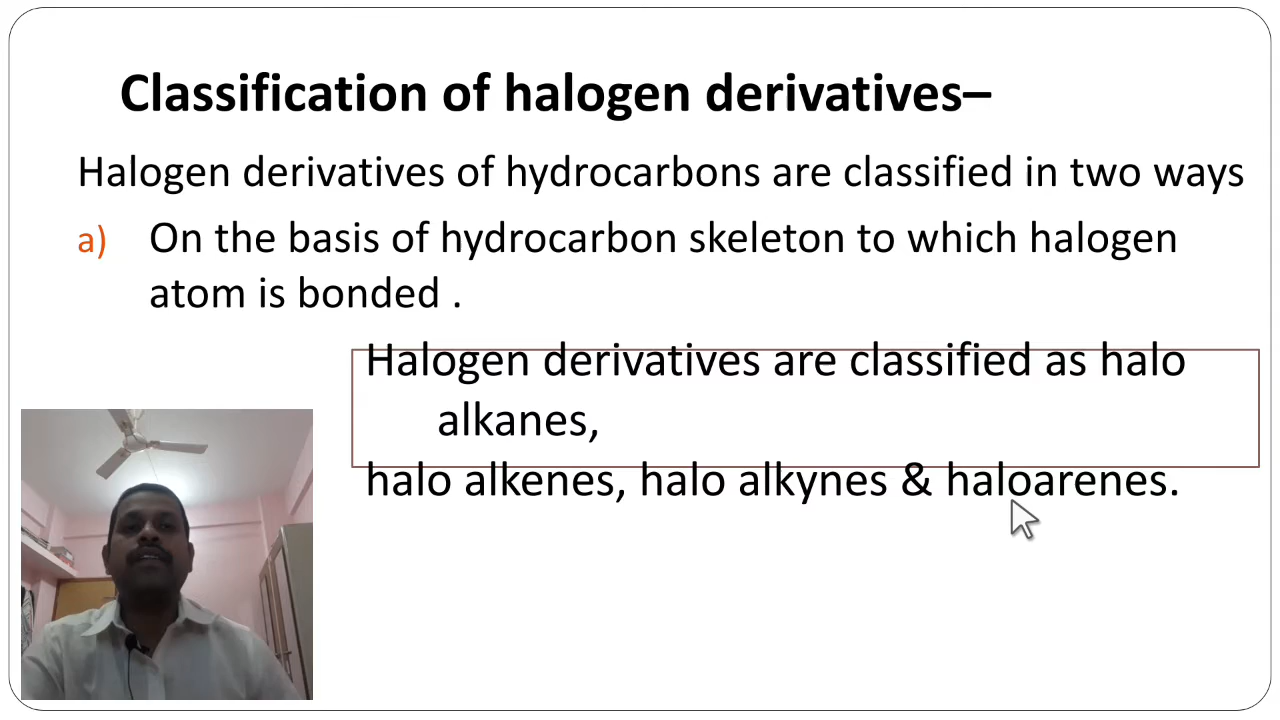 Classification of halogen derivatives–
Halogen derivatives of hydrocarbons are classified in two ways
a) On the basis of hydrocarbon skeleton to which halogen
atom is bonded .
Halogen derivatives are classified as halo
alkanes,
halo alkenes, halo alkynes & haloarenes.